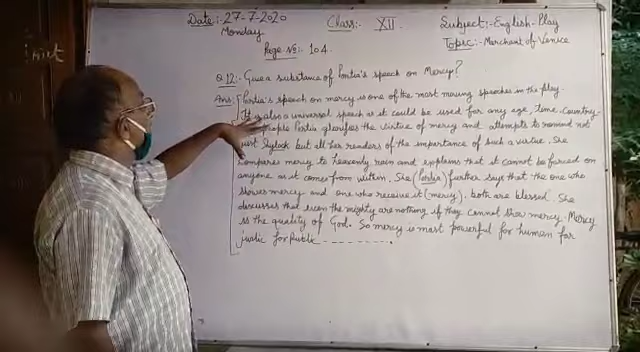 Date:- 27-7-2020 Class:- XII Subject:- English-Play
Monday Topic:- Merchant of Venice
Page No:- 104.
Q.12:- Give a substance of Portia's speech on Mercy?
Ans. Portia's speech on mercy is one of the most moving speeches in the play.
It is also a universal speech as it could be used for any age, time, country
people Portia glorifies the virtue of mercy and attempts to remind not
just Shylock but all her readers of the importance of such a virtue. She
compares mercy to heavenly rain and explains that it cannot be forced on
anyone as it comes from within. She (Portia) further says that the one who
shows mercy and one who receive it (mercy), both are blessed. She
discusses that even the mighty are nothing if they cannot show mercy. Mercy
is the quality of God. So mercy is most powerful for human for
justic for Public